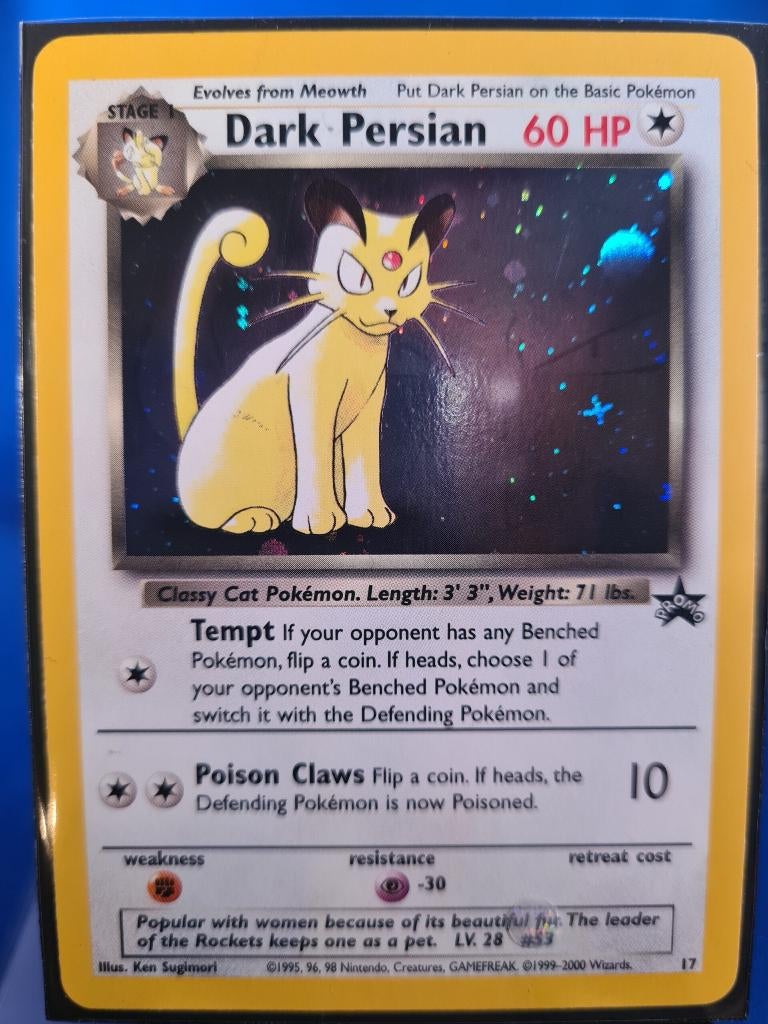 Evolves from Meowth Put Dark Persian on the Basic Pokémon
STAGE 1
Dark Persian 60 HP
Classy Cat Pokémon. Length: 3' 3", Weight: 71 lbs.
PROMO
Tempt If your opponent has any Benched
Pokémon, flip a coin. If heads, choose 1 of
your opponent's Benched Pokémon and
switch it with the Defending Pokémon.
Poison Claws Flip a coin. If heads, the 10
Defending Pokémon is now Poisoned.
weakness resistance retreat cost
-30
Popular with women because of its beautiful fur. The leader
of the Rockets keeps one as a pet. LV. 28 #53
Illus. Ken Sugimori ©1995, 96, 98 Nintendo, Creatures, GAMEFREAK. ©1999-2000 Wizards. 17